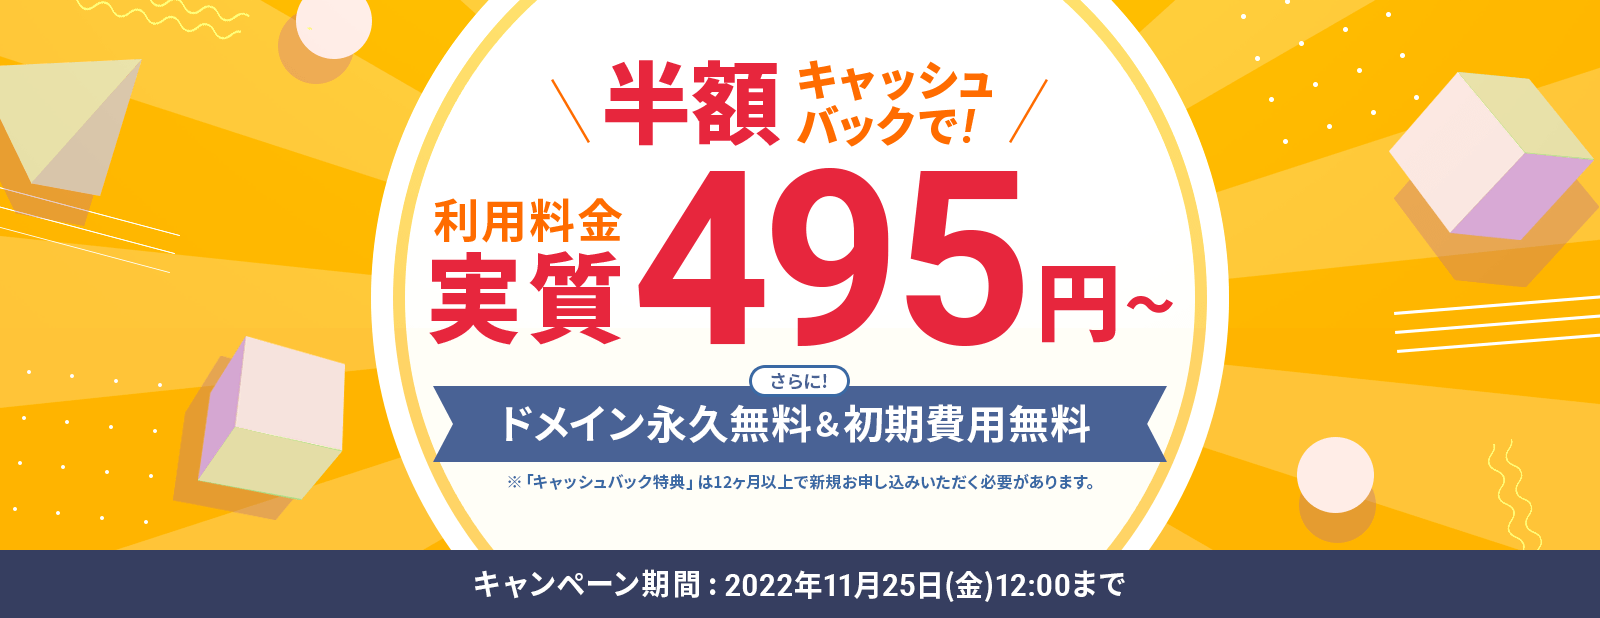 半額 キャッシュ
バックで!
利用料金
実質 495円〜
さらに!
ドメイン永久無料&初期費用無料
※「キャッシュバック特典」は12ヶ月以上で新規お申し込みいただく必要があります。
キャンペーン期間:2022年11月25日(金)12:00まで